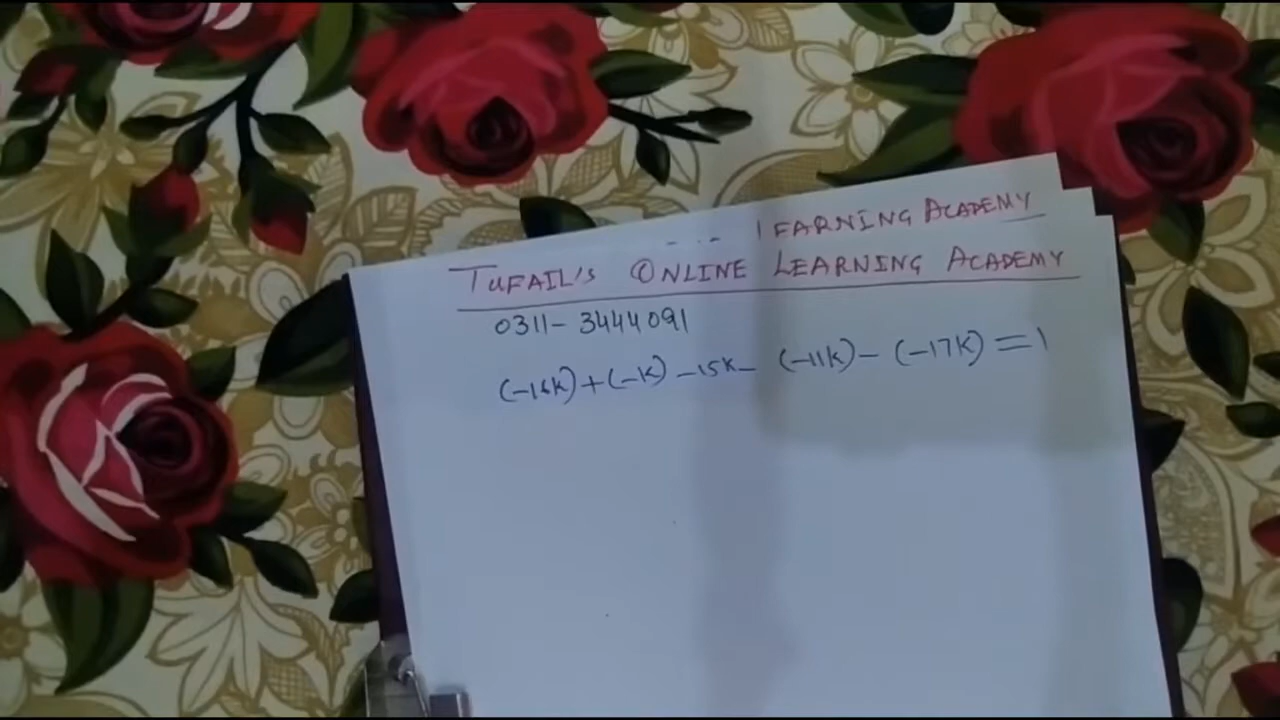 LEARNING ACADEMY
TUFAIL'S ONLINE LEARNING ACADEMY
0311-3444091
(-16K)+(-K)-15K-(-11K)-(-17K)=1